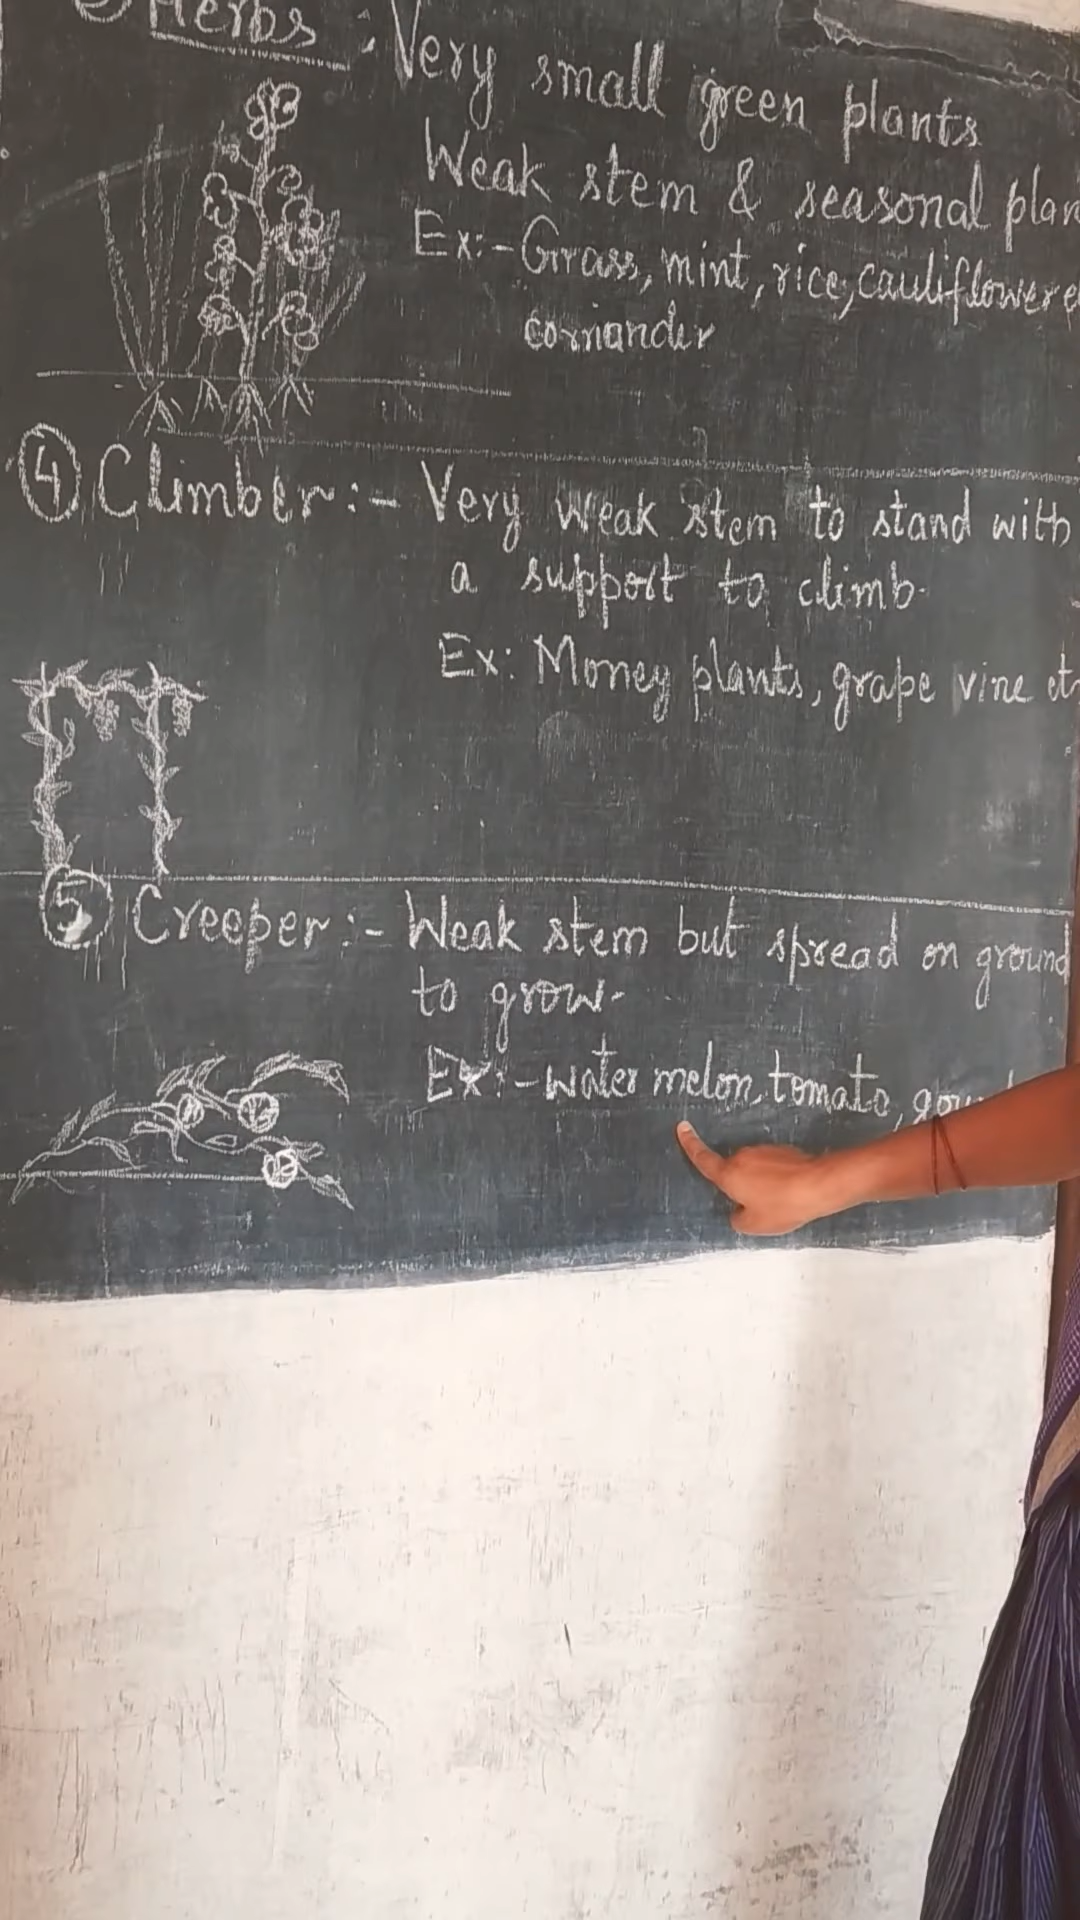 Herbs : Very small green plants
Weak stem & seasonal plan
Ex:- Grass, mint, rice, cauliflower
corriander
4 Climber :- Very weak stem to stand with
a support to climb.
Ex: Money plants, grape vine etc
5 Creeper :- Weak stem but spread on ground
to grow.
Ex:- water melon, tomato,